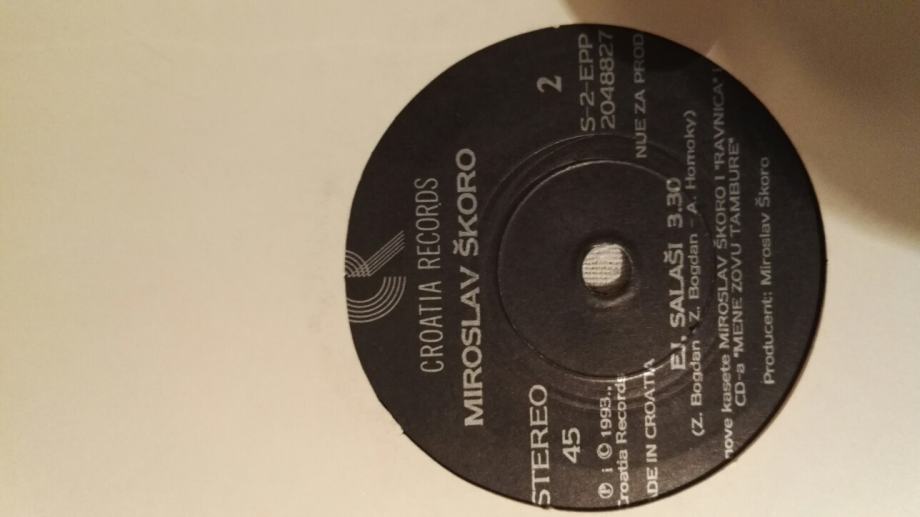 CROATIA RECORDS
MIROSLAV ŠKORO
STEREO
45
2
S-2-EPP
2048827
℗ i © 1993..
Croatia Records
ADE IN CROATIA
NIJE ZA PROD
EJ, SALAŠI 3.30
(Z. Bogdan - Z. Bogdan - A. Homoky)
nove kasete MIROSLAV ŠKORO I "RAVNICA" i
CD-a "MENE ZOVU TAMBURE"
Producent: Miroslav Škoro